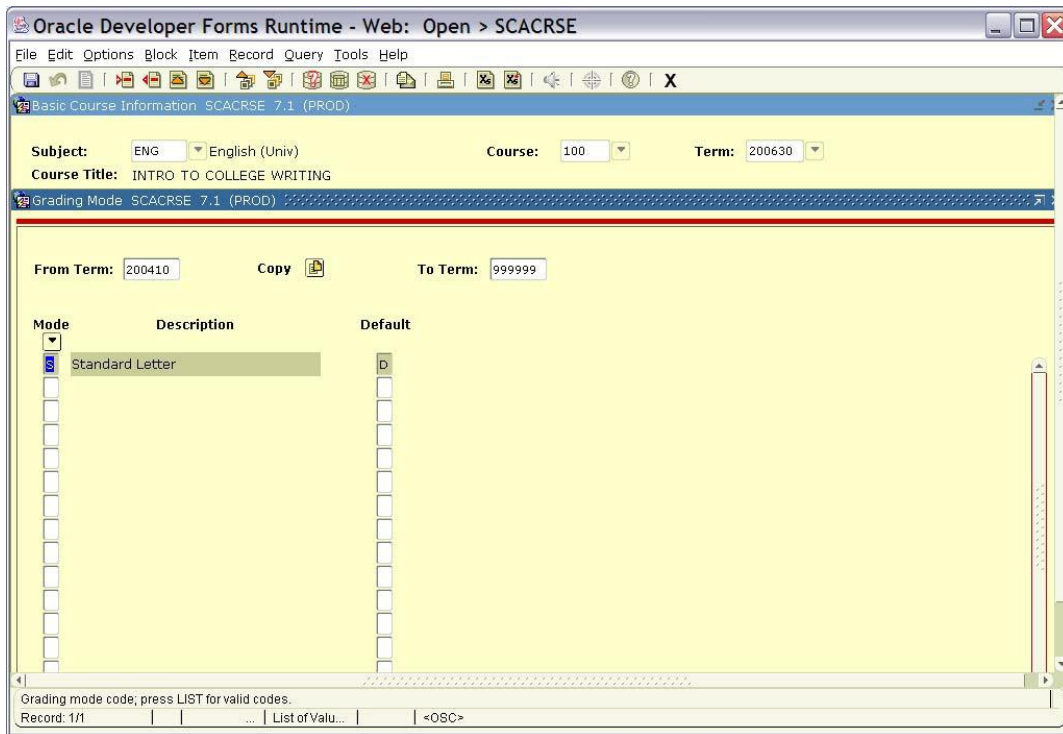 Oracle Developer Forms Runtime - Web: Open > SCACRSE
File Edit Options Block Item Record Query Tools Help
X
Basic Course Information SCACRSE 7.1 (PROD)
Subject: ENG English (Univ) Course: 100 Term: 200630
Course Title: INTRO TO COLLEGE WRITING
Grading Mode SCACRSE 7.1 (PROD)
From Term: 200410 Copy To Term: 999999
Mode Description Default
S Standard Letter D
Grading mode code; press LIST for valid codes.
Record: 1/1 ... List of Valu... <OSC>